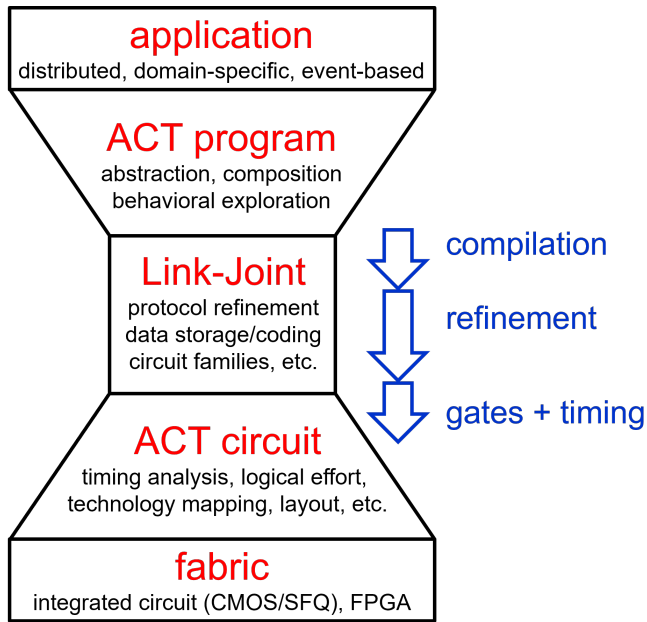 application
distributed, domain-specific, event-based
ACT program
abstraction, composition
behavioral exploration
compilation
Link-Joint
protocol refinement
data storage/coding
circuit families, etc.
refinement
gates + timing
ACT circuit
timing analysis, logical effort,
technology mapping, layout, etc.
fabric
integrated circuit (CMOS/SFQ), FPGA